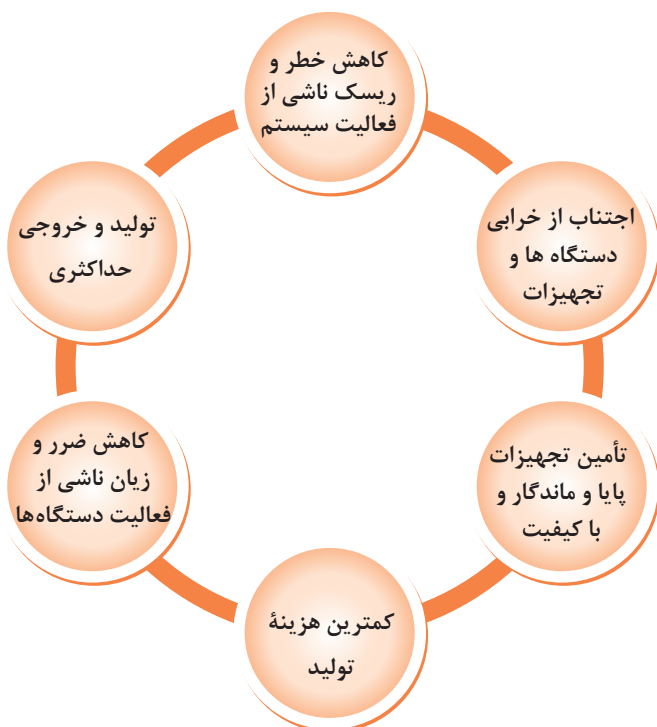 کاهش خطر و
ریسک ناشی از
فعالیت سیستم
اجتناب از خرابی
دستگاه ها و
تجهیزات
تأمین تجهیزات
پایا و ماندگار و
با کیفیت
کمترین هزینۀ
تولید
کاهش ضرر و
زیان ناشی از
فعالیت دستگاه‌ها
تولید و خروجی
حداکثری